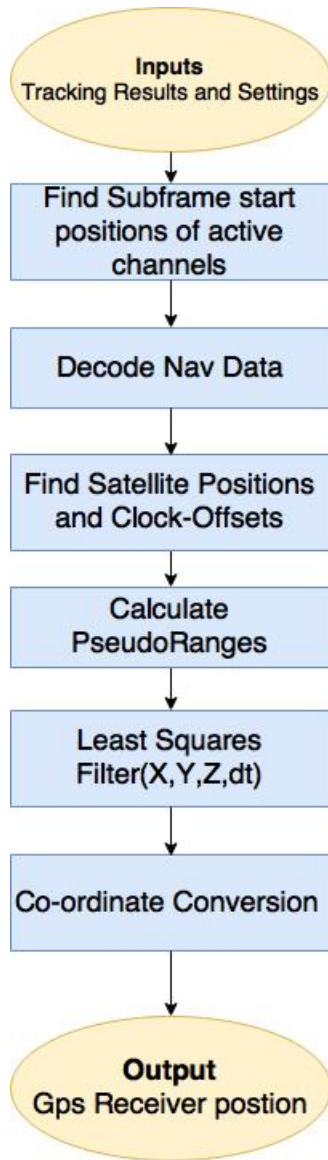 Inputs
Tracking Results and Settings
Find Subframe start
positions of active
channels
Decode Nav Data
Find Satellite Positions
and Clock-Offsets
Calculate
PseudoRanges
Least Squares
Filter(X,Y,Z,dt)
Co-ordinate Conversion
Output
Gps Receiver postion